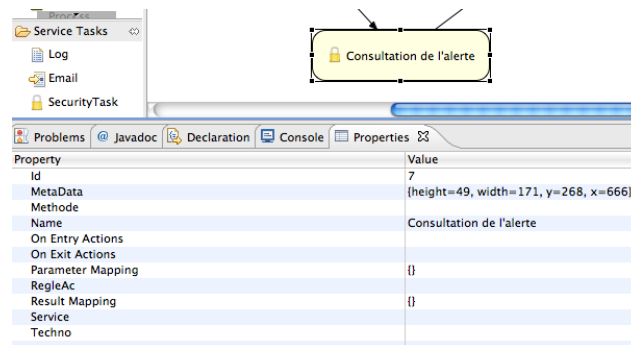 Process
Service Tasks
Log
Email
SecurityTask
Consultation de l'alerte
Problems @ Javadoc Declaration Console Properties
Property Value
Id 7
MetaData {height=49, width=171, y=268, x=666}
Methode
Name Consultation de l'alerte
On Entry Actions
On Exit Actions
Parameter Mapping {}
RegleAc
Result Mapping {}
Service
Techno